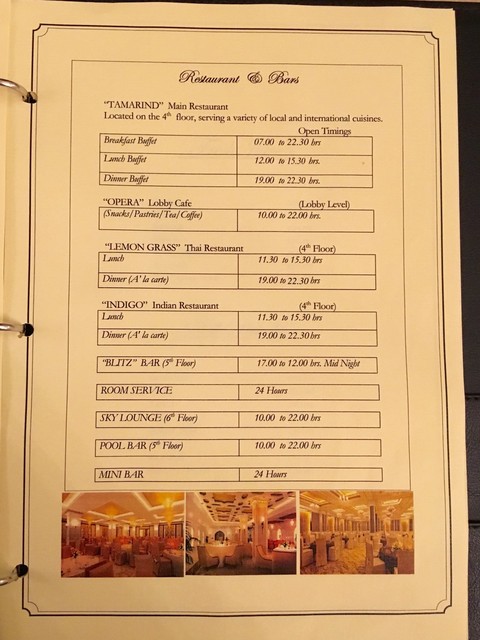 Restaurant & Bars
"TAMARIND" Main Restaurant
Located on the 4th floor, serving a variety of local and international cuisines.
Open Timings
Breakfast Buffet 07.00 to 22.30 hrs
Lunch Buffet 12.00 to 15.30 hrs.
Dinner Buffet 19.00 to 22.30 hrs.
"OPERA" Lobby Cafe (Lobby Level)
(Snacks/Pastries/Tea/Coffee) 10.00 to 22.00 hrs.
"LEMON GRASS" Thai Restaurant (4th Floor)
Lunch 11.30 to 15.30 hrs
Dinner (A' la carte) 19.00 to 22.30 hrs
"INDIGO" Indian Restaurant (4th Floor)
Lunch 11.30 to 15.30 hrs
Dinner (A' la carte) 19.00 to 22.30 hrs
"BLITZ" BAR (5th Floor) 17.00 to 12.00 hrs. Mid Night
ROOM SERVICE 24 Hours
SKY LOUNGE (6th Floor) 10.00 to 22.00 hrs
POOL BAR (5th Floor) 10.00 to 22.00 hrs
MINI BAR 24 Hours